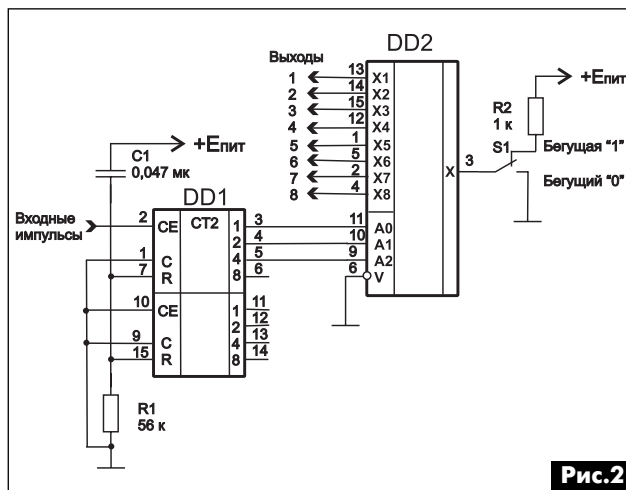 DD2
Выходы
1 13 X1
2 14 X2
3 15 X3
4 12 X4
5 1 X5
6 5 X6
7 2 X7
8 4 X8
X 3
11 A0
10 A1
9 A2
6 V
+Eпит
R2
1 к
S1
Бегущая "1"
Бегущий "0"
+Eпит
C1
0,047 мк
DD1
CT2
Входные
импульсы
2 CE 1 3
2 4
1 C 4 5
7 R 8 6
10 CE 1 11
2 12
9 C 4 13
15 R 8 14
R1
56 к
Рис.2